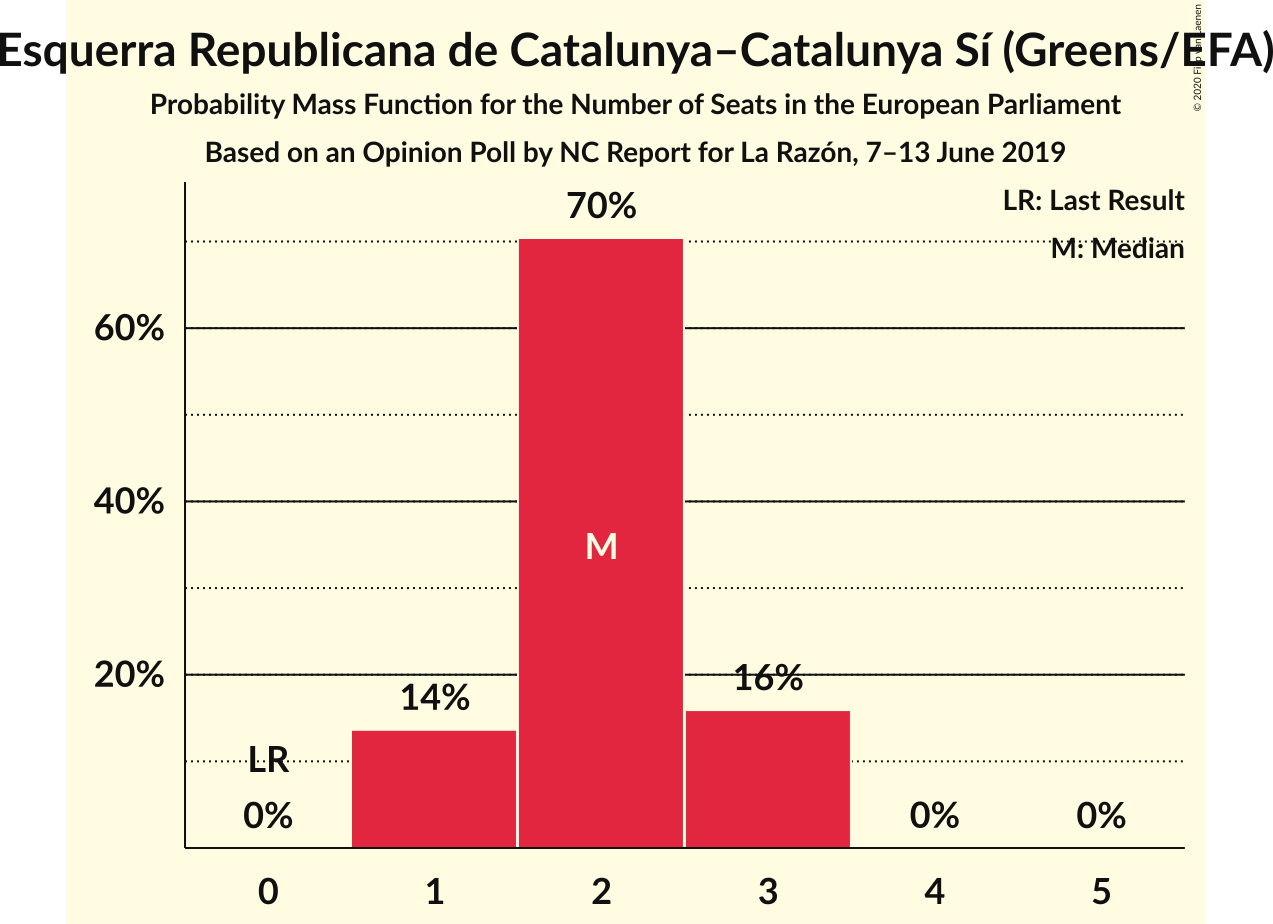 Esquerra Republicana de Catalunya–Catalunya Sí (Greens/EFA)
Probability Mass Function for the Number of Seats in the European Parliament
Based on an Opinion Poll by NC Report for La Razón, 7–13 June 2019
© 2020
LR: Last Result
M: Median
70%
60%
40%
M
20%
16%
14%
LR
0%
0%
0%
0
1
2
3
4
5